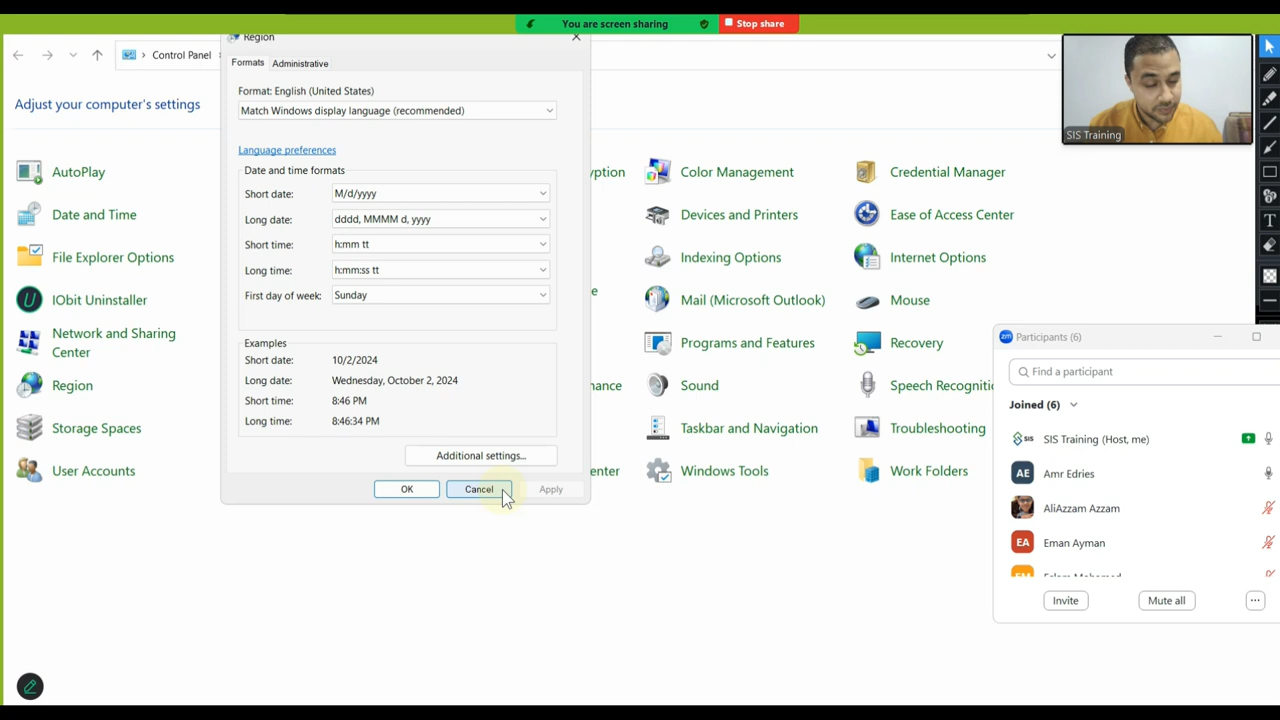 You are screen sharing
Stop share
Region
Control Panel
Formats
Administrative
Format: English (United States)
Match Windows display language (recommended)
Language preferences
Date and time formats
Short date: M/d/yyyy
Long date: dddd, MMMM d, yyyy
Short time: h:mm tt
Long time: h:mm:ss tt
First day of week: Sunday
Examples
Short date: 10/2/2024
Long date: Wednesday, October 2, 2024
Short time: 8:46 PM
Long time: 8:46:34 PM
Additional settings...
OK
Cancel
Apply
Adjust your computer's settings
AutoPlay
Date and Time
File Explorer Options
IObit Uninstaller
Network and Sharing
Center
Region
Storage Spaces
User Accounts
Color Management
Devices and Printers
Indexing Options
Mail (Microsoft Outlook)
Programs and Features
Sound
Taskbar and Navigation
Windows Tools
Credential Manager
Ease of Access Center
Internet Options
Mouse
Recovery
Speech Recogniti
Troubleshooting
Work Folders
SIS Training
zm Participants (6)
Find a participant
Joined (6)
SIS SIS Training (Host, me)
AE Amr Edries
AliAzzam Azzam
EA Eman Ayman
Invite
Mute all